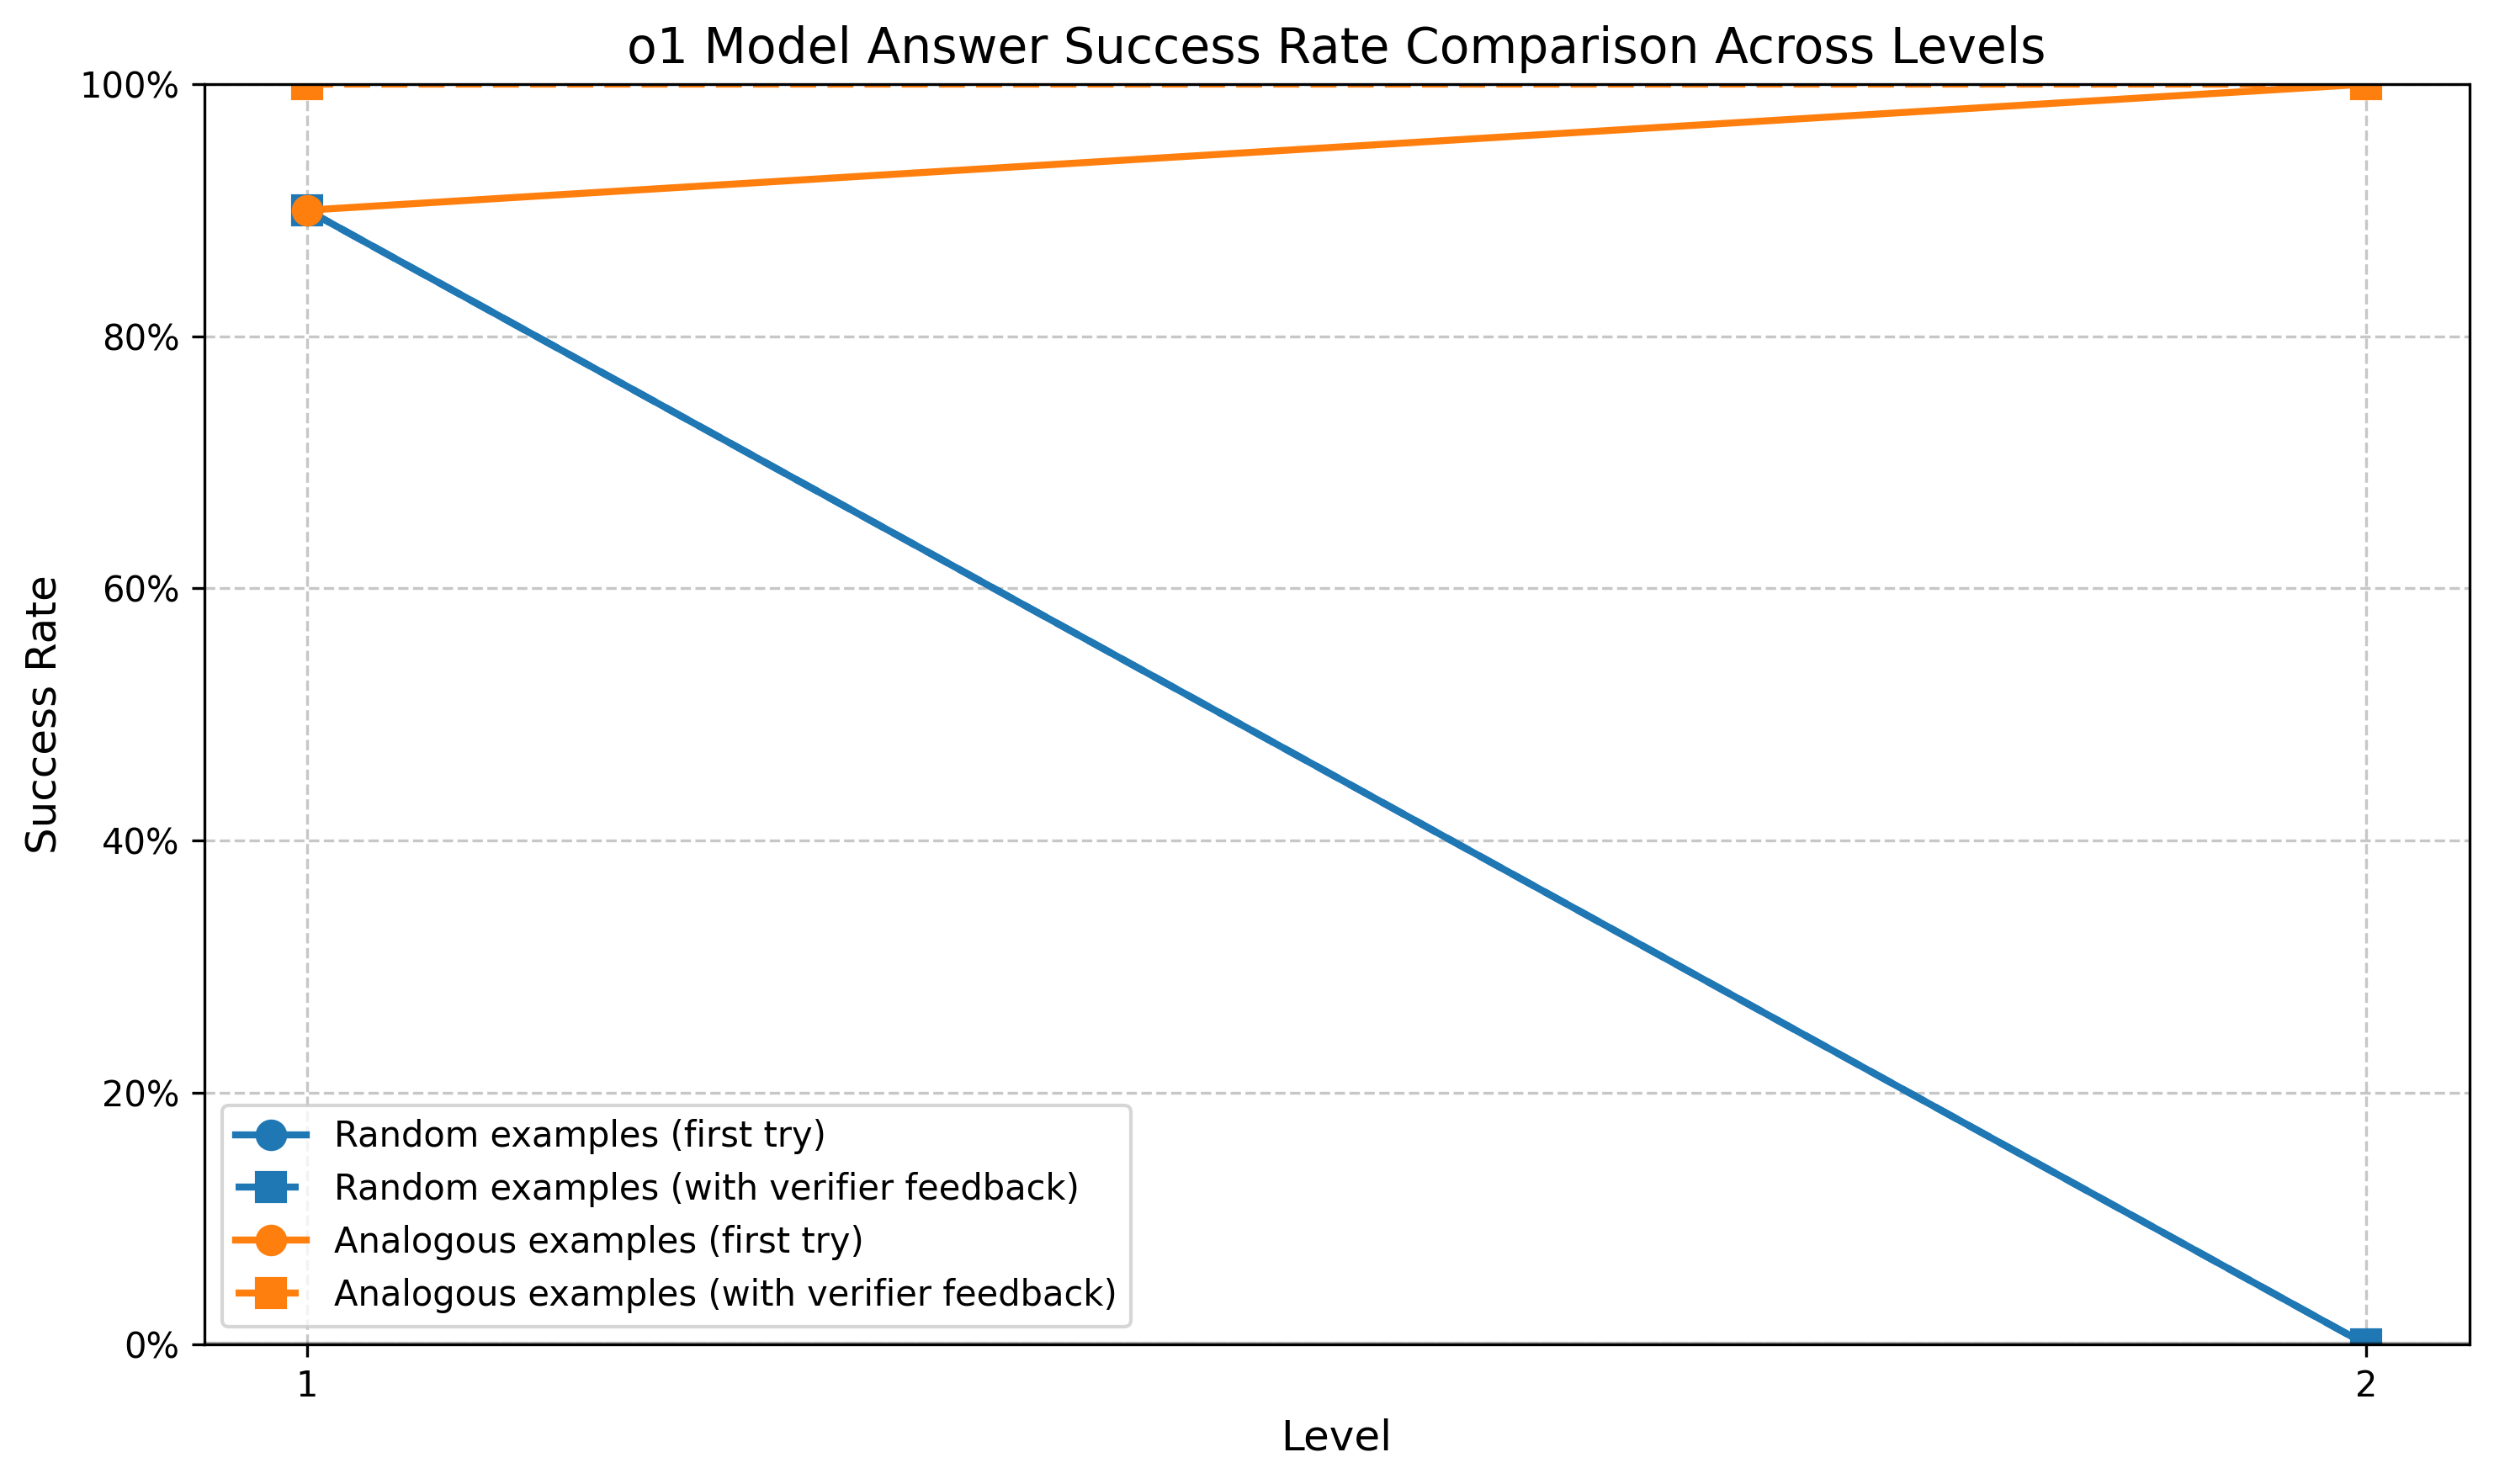 o1 Model Answer Success Rate Comparison Across Levels
100%
80%
60%
40%
20%
0%
Success Rate
Random examples (first try)
Random examples (with verifier feedback)
Analogous examples (first try)
Analogous examples (with verifier feedback)
1
2
Level